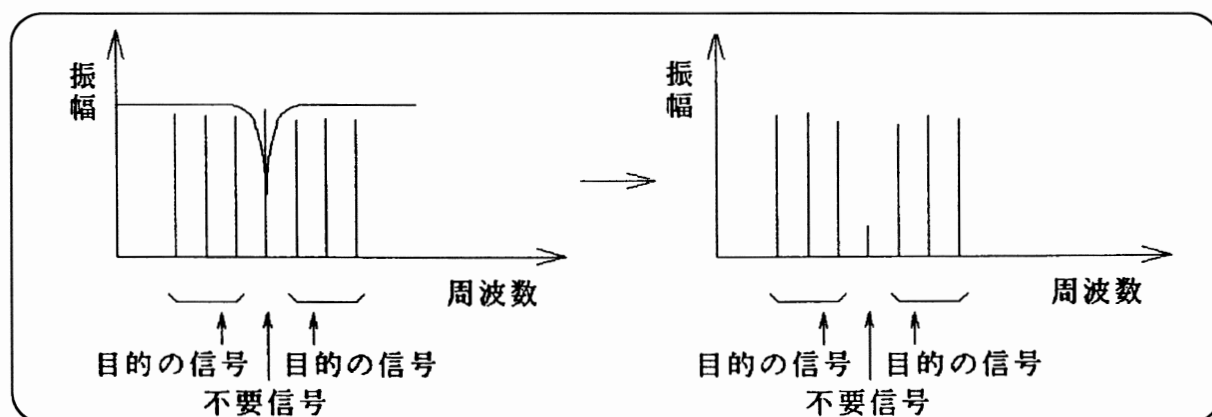 振幅
周波数
目的の信号 目的の信号
不要信号
振幅
周波数
目的の信号 目的の信号
不要信号